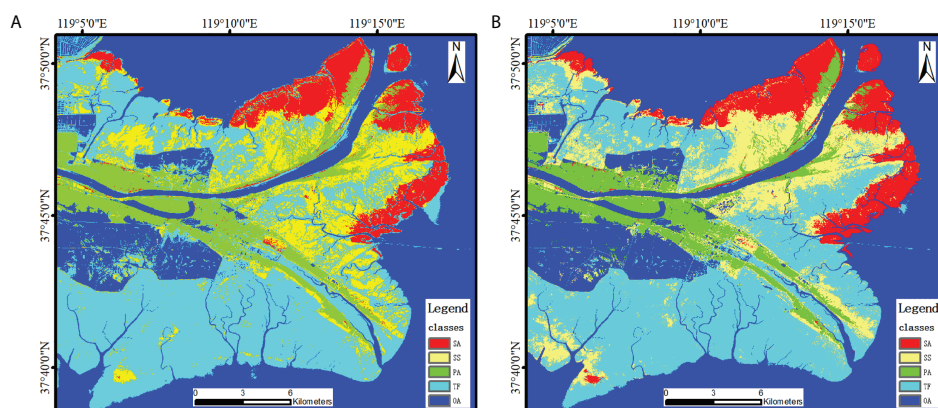 A
119°5'0"E
119°10'0"E
119°15'0"E
37°50'0"N
37°45'0"N
37°40'0"N
N
Legend
classes
SA
SS
PA
TF
OA
0
3
6
Kilometers
B
119°5'0"E
119°10'0"E
119°15'0"E
37°50'0"N
37°45'0"N
37°40'0"N
N
Legend
classes
SA
SS
PA
TF
OA
0
3
6
Kilometers